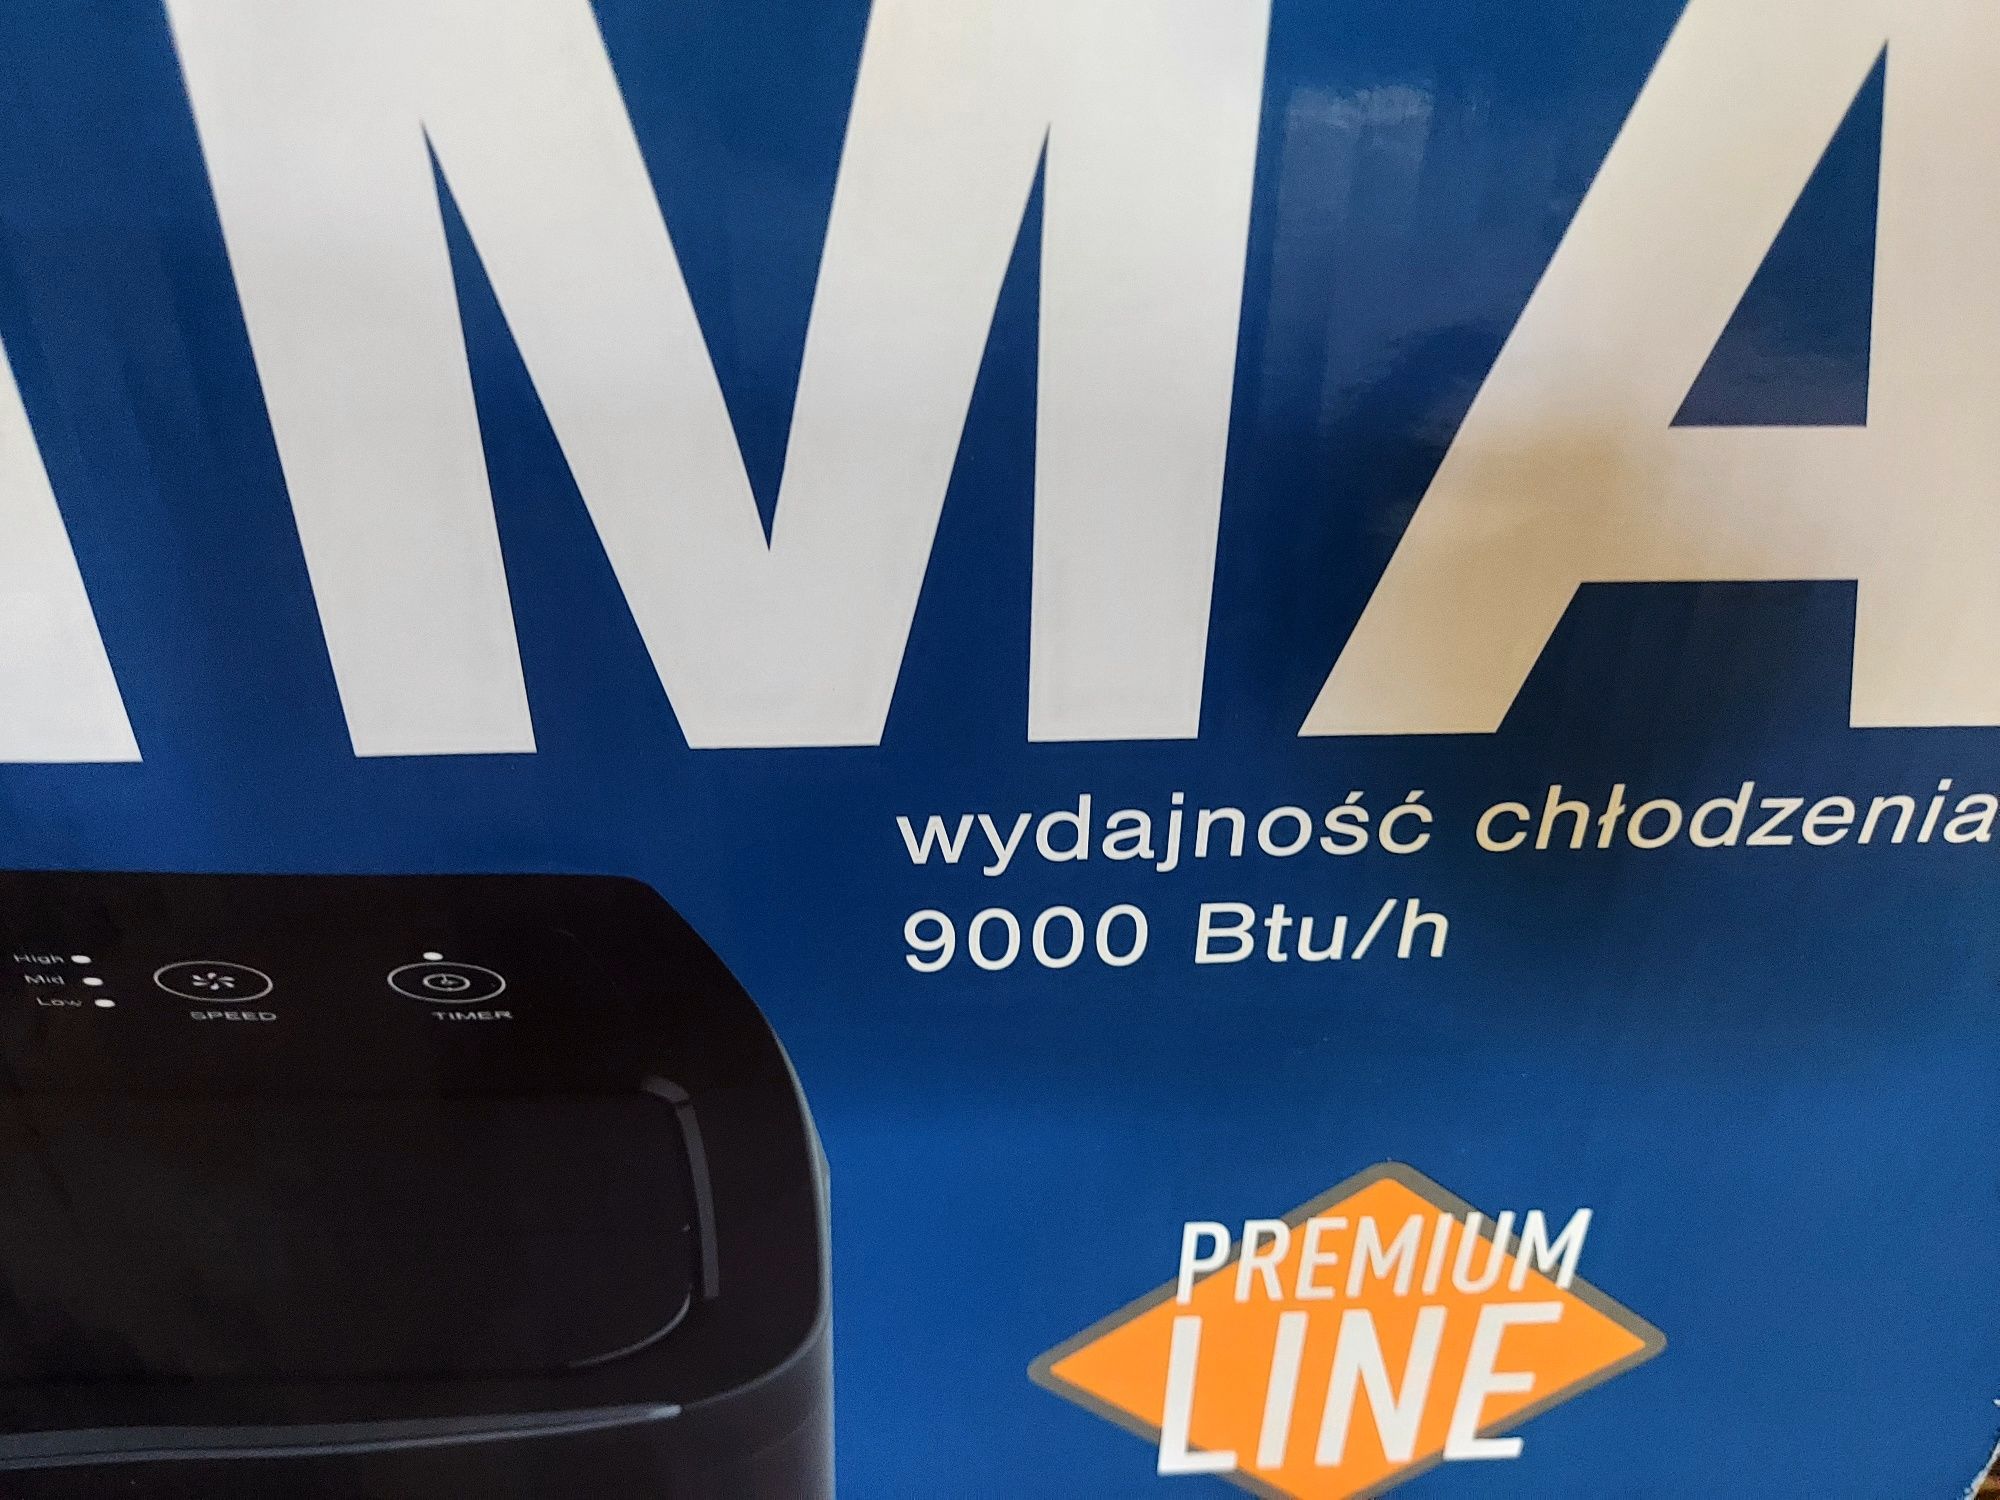 MA
wydajność chłodzenia
9000 Btu/h
High
Mid
Low
SPEED
TIMER
PREMIUM
LINE